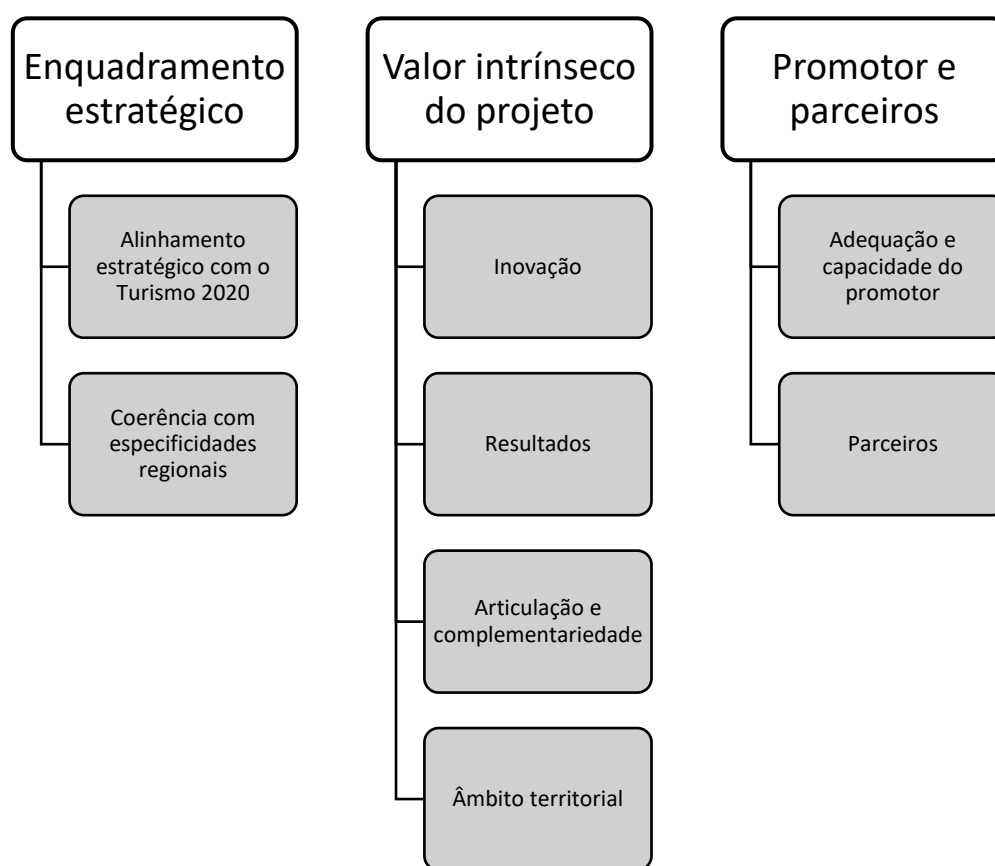 Enquadramento
estratégico
Alinhamento
estratégico com o
Turismo 2020
Coerência com
especificidades
regionais
Valor intrínseco
do projeto
Inovação
Resultados
Articulação e
complementariedade
Âmbito territorial
Promotor e
parceiros
Adequação e
capacidade do
promotor
Parceiros